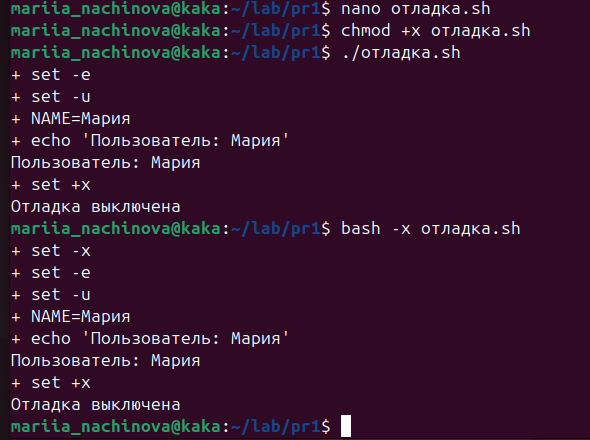 mariia_nachinova@kaka:~/lab/pr1$ nano отладка.sh
mariia_nachinova@kaka:~/lab/pr1$ chmod +x отладка.sh
mariia_nachinova@kaka:~/lab/pr1$ ./отладка.sh
+ set -e
+ set -u
+ NAME=Мария
+ echo 'Пользователь: Мария'
Пользователь: Мария
+ set +x
Отладка выключена
mariia_nachinova@kaka:~/lab/pr1$ bash -x отладка.sh
+ set -x
+ set -e
+ set -u
+ NAME=Мария
+ echo 'Пользователь: Мария'
Пользователь: Мария
+ set +x
Отладка выключена
mariia_nachinova@kaka:~/lab/pr1$